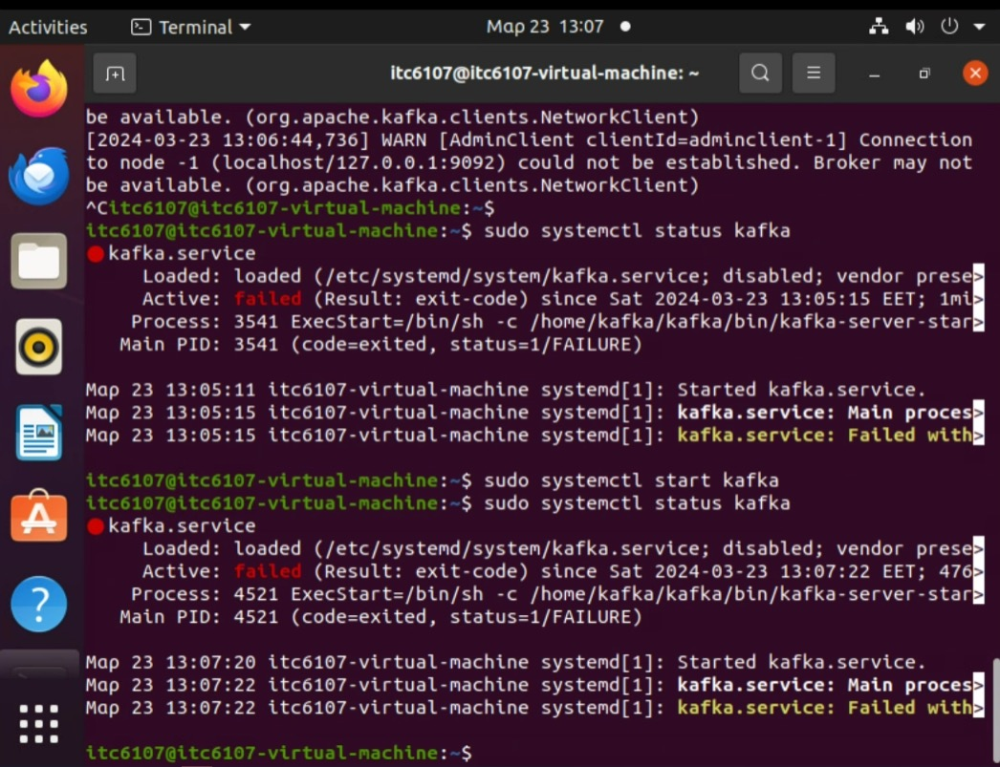 Activities
Terminal
Μαρ 23 13:07
itc6107@itc6107-virtual-machine: ~
be available. (org.apache.kafka.clients.NetworkClient)
[2024-03-23 13:06:44,736] WARN [AdminClient clientId=adminclient-1] Connection
to node -1 (localhost/127.0.0.1:9092) could not be established. Broker may not
be available. (org.apache.kafka.clients.NetworkClient)
^Citc6107@itc6107-virtual-machine:~$
itc6107@itc6107-virtual-machine:~$ sudo systemctl status kafka
● kafka.service
Loaded: loaded (/etc/systemd/system/kafka.service; disabled; vendor prese>
Active: failed (Result: exit-code) since Sat 2024-03-23 13:05:15 EET; 1mi>
Process: 3541 ExecStart=/bin/sh -c /home/kafka/kafka/bin/kafka-server-star>
Main PID: 3541 (code=exited, status=1/FAILURE)
Μαρ 23 13:05:11 itc6107-virtual-machine systemd[1]: Started kafka.service.
Μαρ 23 13:05:15 itc6107-virtual-machine systemd[1]: kafka.service: Main proces>
Μαρ 23 13:05:15 itc6107-virtual-machine systemd[1]: kafka.service: Failed with>
itc6107@itc6107-virtual-machine:~$ sudo systemctl start kafka
itc6107@itc6107-virtual-machine:~$ sudo systemctl status kafka
● kafka.service
Loaded: loaded (/etc/systemd/system/kafka.service; disabled; vendor prese>
Active: failed (Result: exit-code) since Sat 2024-03-23 13:07:22 EET; 476>
Process: 4521 ExecStart=/bin/sh -c /home/kafka/kafka/bin/kafka-server-star>
Main PID: 4521 (code=exited, status=1/FAILURE)
Μαρ 23 13:07:20 itc6107-virtual-machine systemd[1]: Started kafka.service.
Μαρ 23 13:07:22 itc6107-virtual-machine systemd[1]: kafka.service: Main proces>
Μαρ 23 13:07:22 itc6107-virtual-machine systemd[1]: kafka.service: Failed with>
itc6107@itc6107-virtual-machine:~$